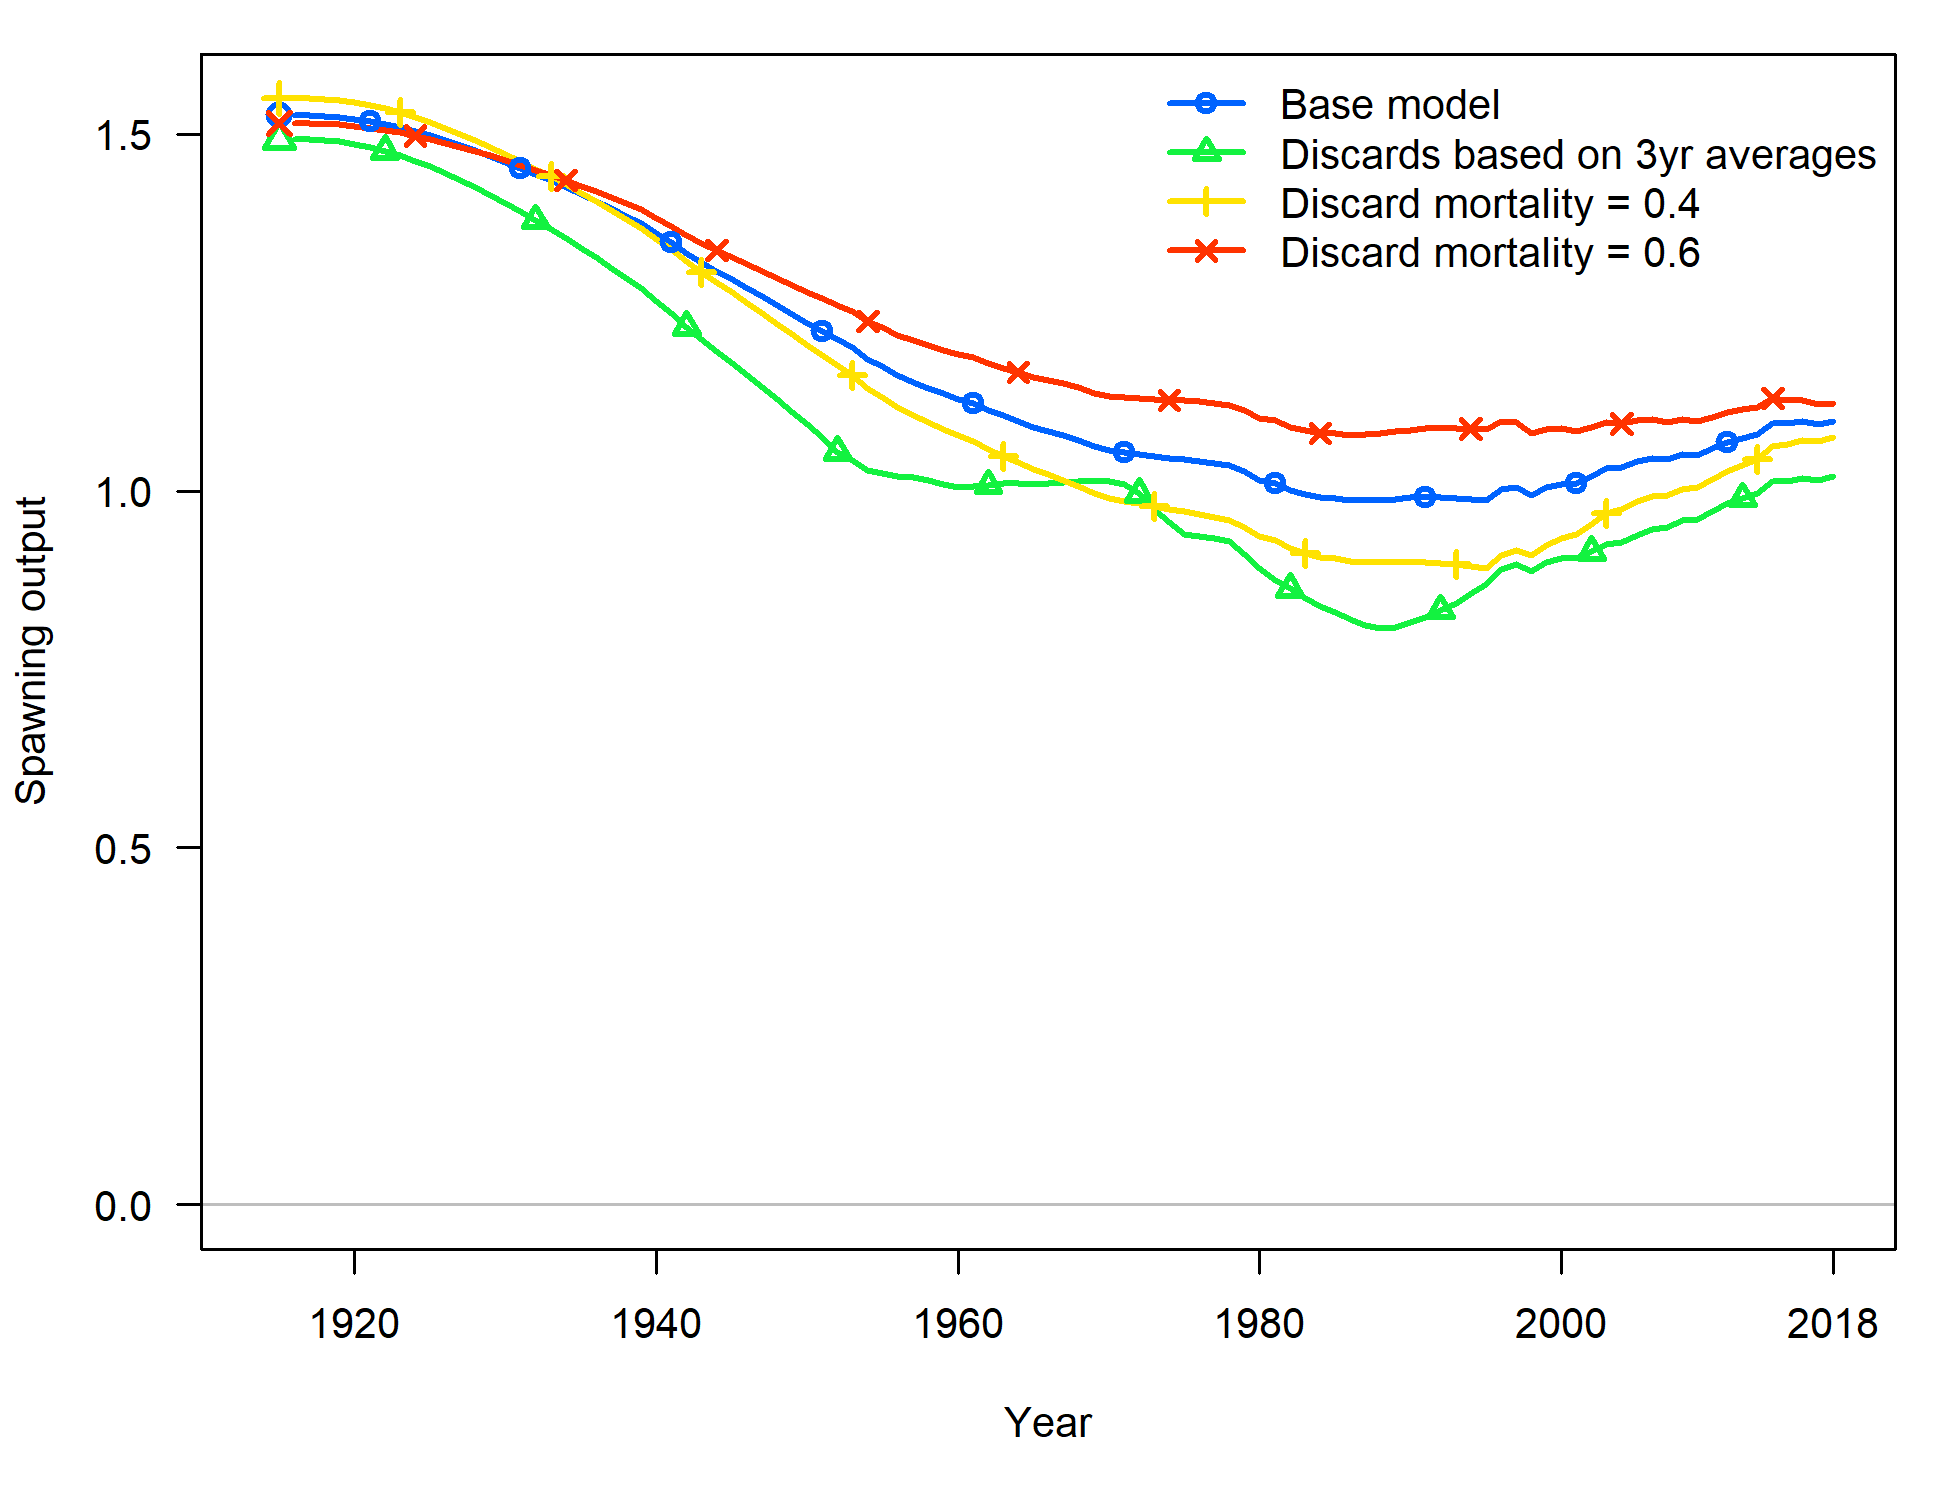 Base model
Discards based on 3yr averages
Discard mortality = 0.4
Discard mortality = 0.6
1.5
1.0
0.5
0.0
Spawning output
1920 1940 1960 1980 2000 2018
Year